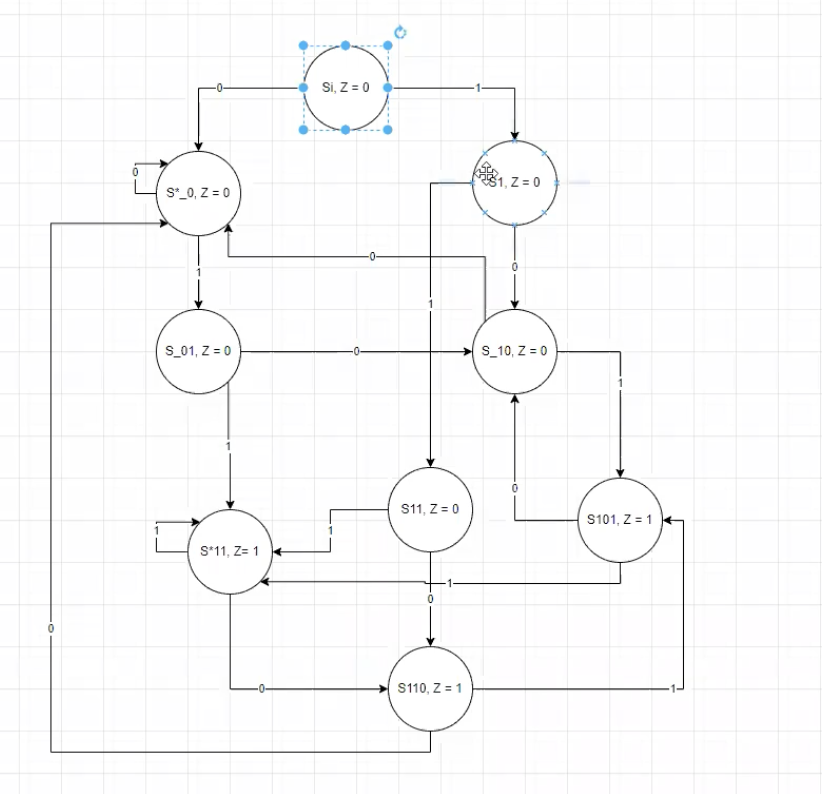 Si, Z = 0
0
1
S1, Z = 0
0
S*_0, Z = 0
0
0
1
1
S_01, Z = 0
0
S_10, Z = 0
1
1
0
S11, Z = 0
S101, Z = 1
1
1
S*11, Z= 1
1
0
0
0
S110, Z = 1
1